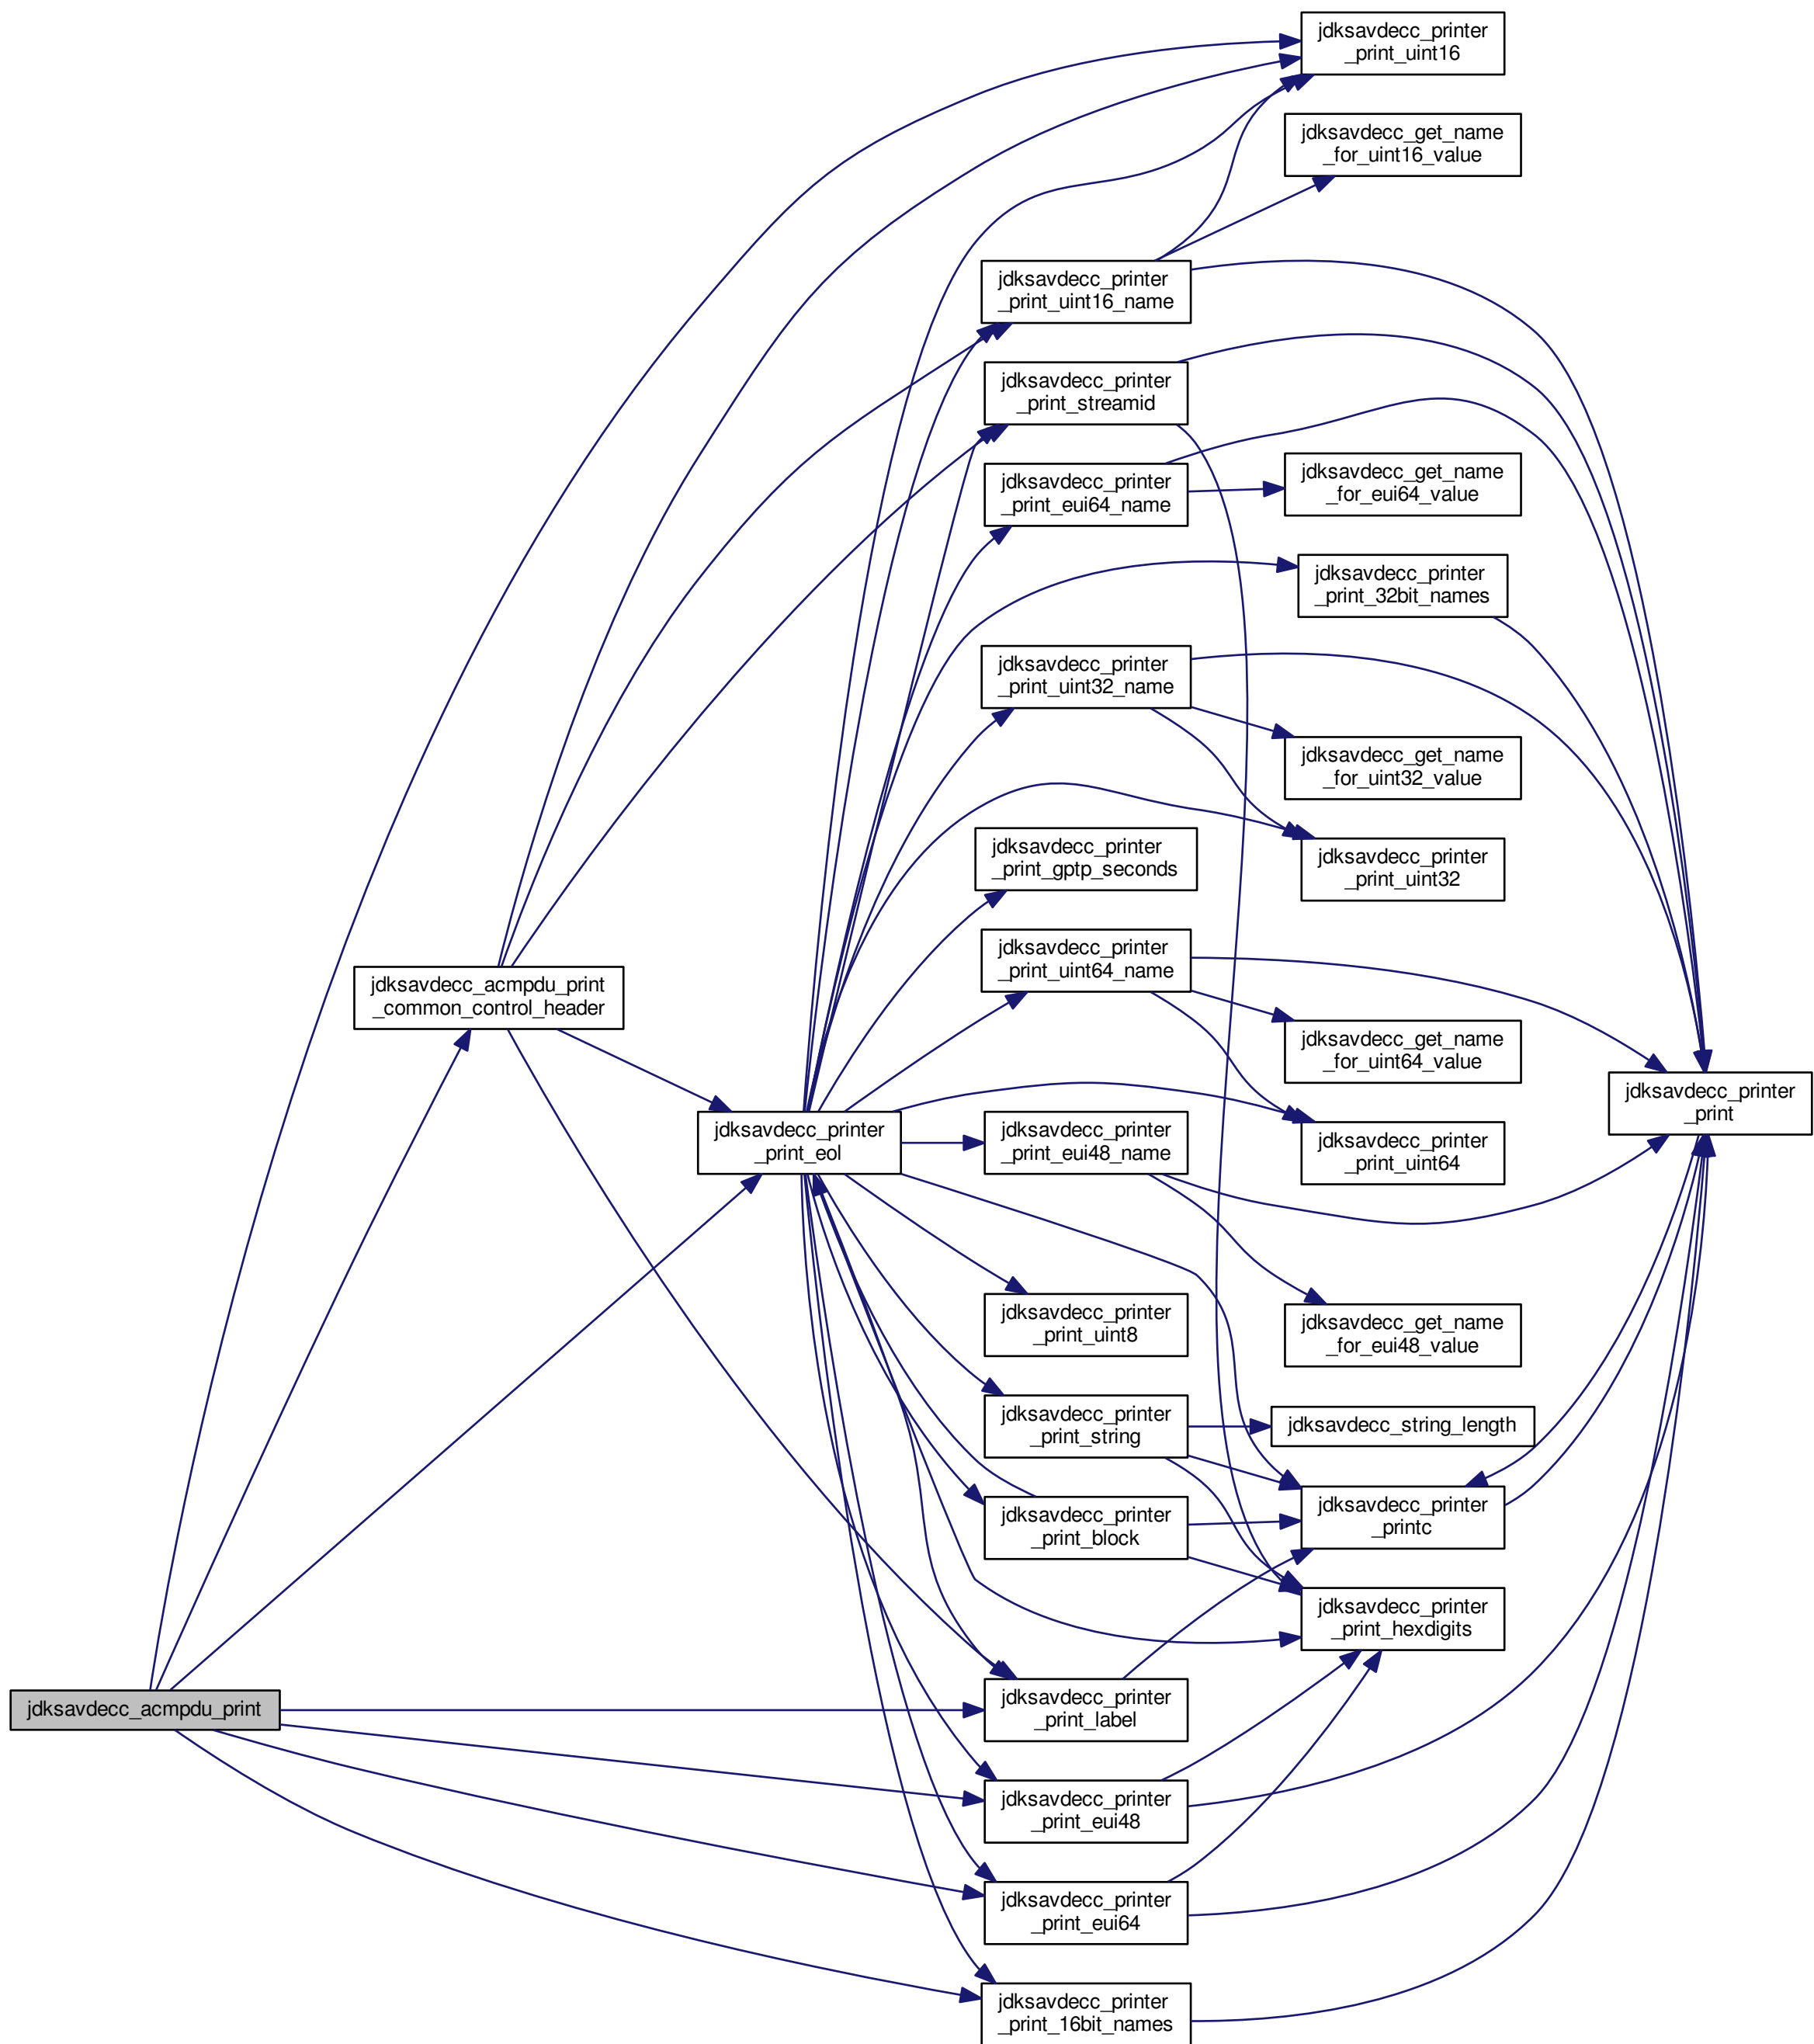 jdksavdecc_printer
_print_uint16
jdksavdecc_get_name
_for_uint16_value
jdksavdecc_printer
_print_uint16_name
jdksavdecc_printer
_print_streamid
jdksavdecc_printer
_print_eui64_name
jdksavdecc_get_name
_for_eui64_value
jdksavdecc_printer
_print_32bit_names
jdksavdecc_printer
_print_uint32_name
jdksavdecc_get_name
_for_uint32_value
jdksavdecc_printer
_print_gptp_seconds
jdksavdecc_printer
_print_uint32
jdksavdecc_printer
_print_uint64_name
jdksavdecc_acmpdu_print
_common_control_header
jdksavdecc_get_name
_for_uint64_value
jdksavdecc_printer
_print
jdksavdecc_printer
_print_eol
jdksavdecc_printer
_print_eui48_name
jdksavdecc_printer
_print_uint64
jdksavdecc_printer
_print_uint8
jdksavdecc_get_name
_for_eui48_value
jdksavdecc_printer
_print_string
jdksavdecc_string_length
jdksavdecc_printer
_print_block
jdksavdecc_printer
_printc
jdksavdecc_printer
_print_hexdigits
jdksavdecc_acmpdu_print
jdksavdecc_printer
_print_label
jdksavdecc_printer
_print_eui48
jdksavdecc_printer
_print_eui64
jdksavdecc_printer
_print_16bit_names